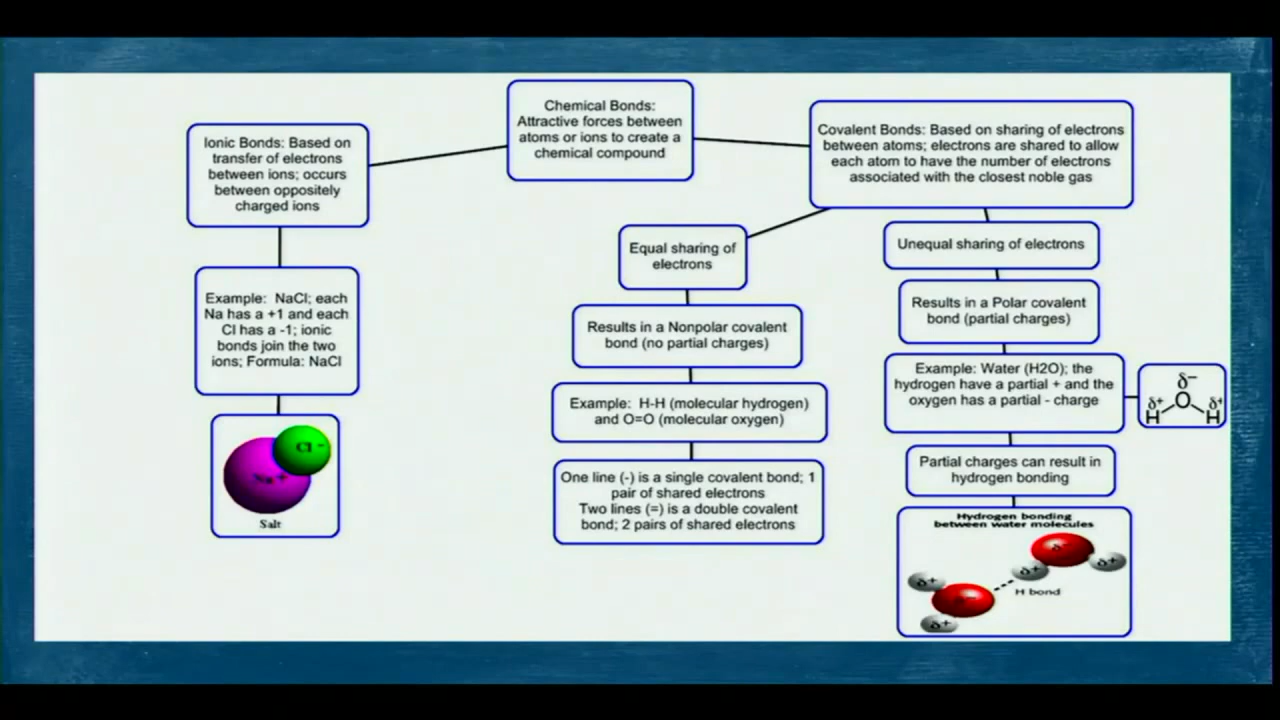 Chemical Bonds:
Attractive forces between
atoms or ions to create a
chemical compound
Ionic Bonds: Based on
transfer of electrons
between ions; occurs
between oppositely
charged ions
Example: NaCl; each
Na has a +1 and each
Cl has a -1; ionic
bonds join the two
ions; Formula: NaCl
Cl -
Na +
Salt
Covalent Bonds: Based on sharing of electrons
between atoms; electrons are shared to allow
each atom to have the number of electrons
associated with the closest noble gas
Equal sharing of
electrons
Results in a Nonpolar covalent
bond (no partial charges)
Example: H-H (molecular hydrogen)
and O=O (molecular oxygen)
One line (-) is a single covalent bond; 1
pair of shared electrons
Two lines (=) is a double covalent
bond; 2 pairs of shared electrons
Unequal sharing of electrons
Results in a Polar covalent
bond (partial charges)
Example: Water (H2O); the
hydrogen have a partial + and the
oxygen has a partial - charge
δ−
δ+ O δ+
H H
Partial charges can result in
hydrogen bonding
Hydrogen bonding
between water molecules
δ−
δ+ δ+
δ+
H bond
δ−
δ+